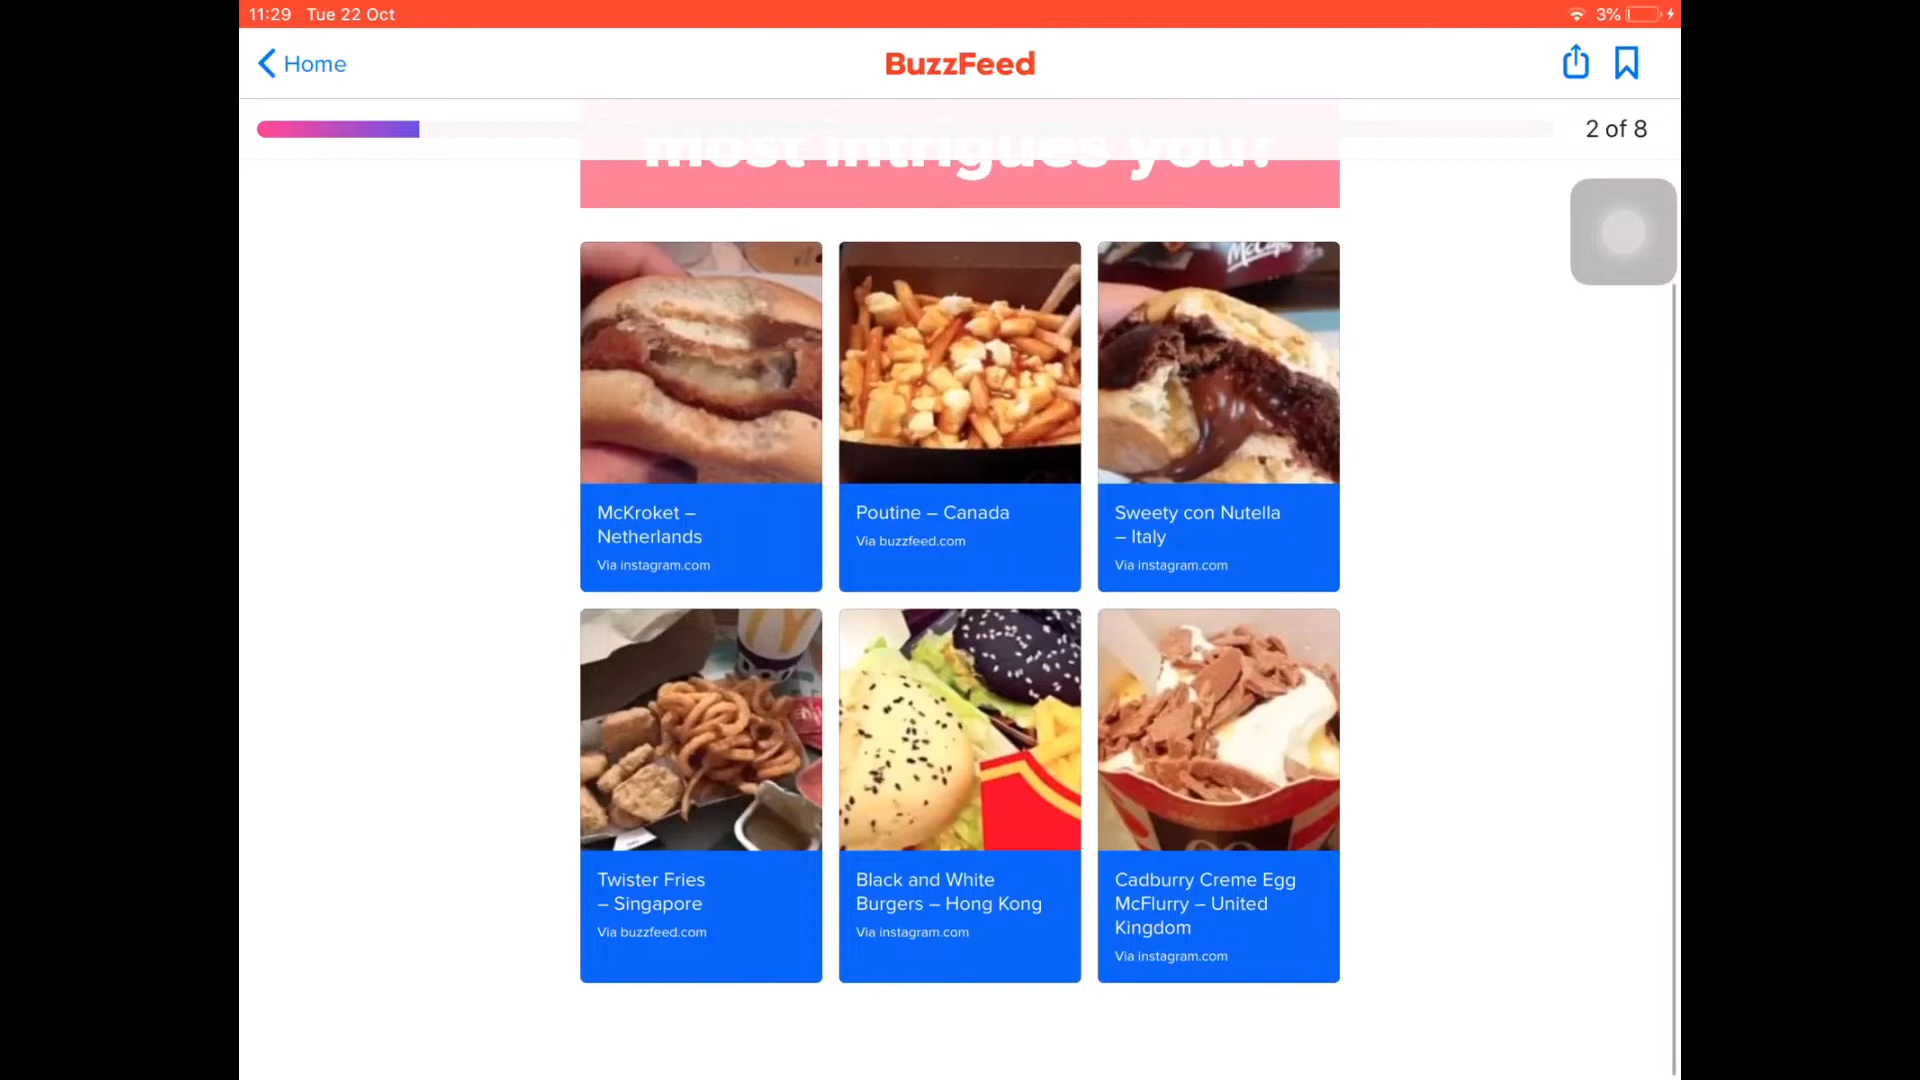 11:29 Tue 22 Oct
3%
Home
BuzzFeed
2 of 8
most intrigues you?
McCafé
McKroket –
Netherlands
Via instagram.com
Poutine – Canada
Via buzzfeed.com
Sweety con Nutella
– Italy
Via instagram.com
Twister Fries
– Singapore
Via buzzfeed.com
Black and White
Burgers – Hong Kong
Via instagram.com
Cadburry Creme Egg
McFlurry – United
Kingdom
Via instagram.com